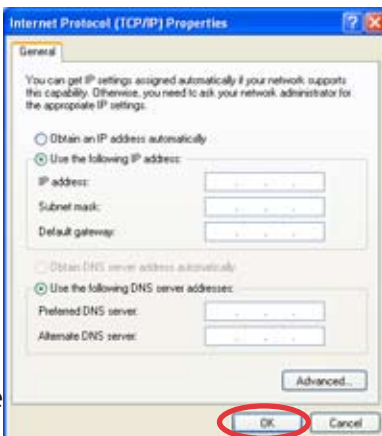 Internet Protocol (TCP/IP) Properties
General
You can get IP settings assigned automatically if your network supports
this capability. Otherwise, you need to ask your network administrator for
the appropriate IP settings.
Obtain an IP address automatically
Use the following IP address:
IP address:
Subnet mask:
Default gateway:
Obtain DNS server address automatically
Use the following DNS server addresses:
Preferred DNS server:
Alternate DNS server:
Advanced...
OK
Cancel